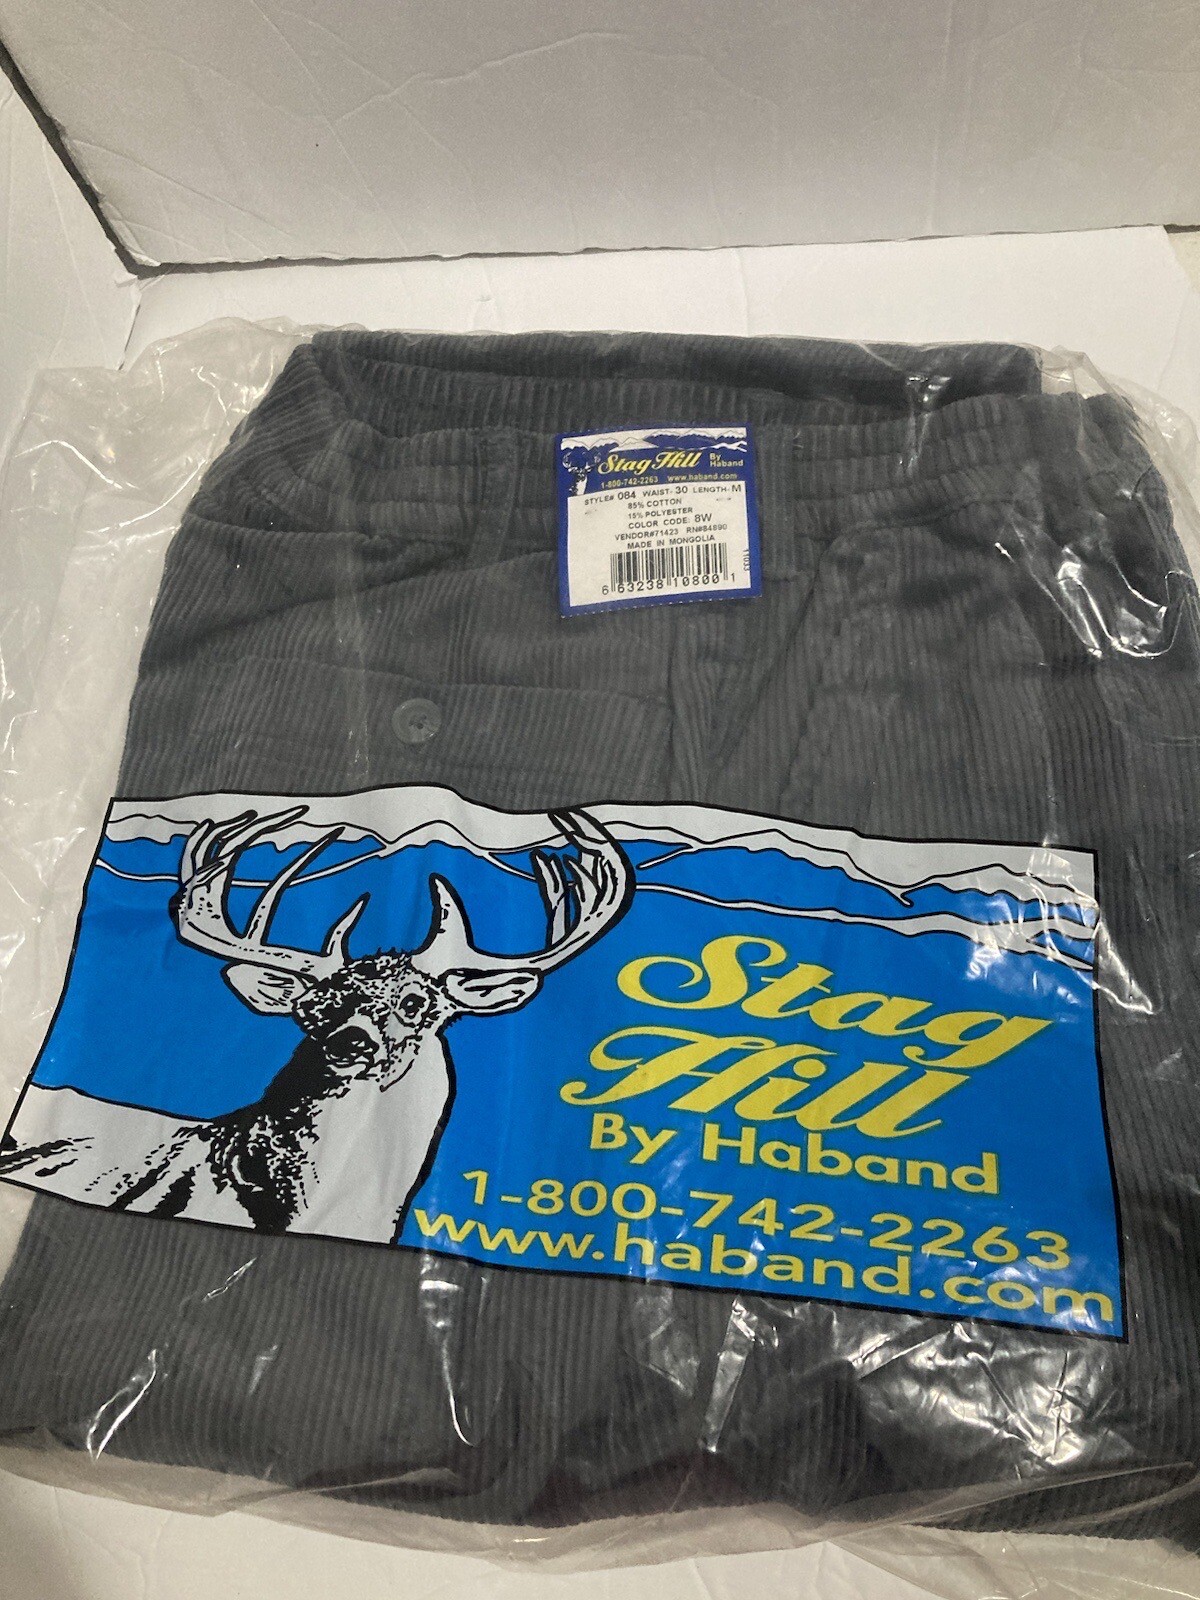 Stag Hill By Haband
1-800-742-2263 www.haband.com
STYLE# 084 WAIST- 30 LENGTH- M
85% COTTON
15% POLYESTER
COLOR CODE: 8W
VENDOR#71423 RN#84890
MADE IN MONGOLIA
11033
6 63238 10800 1
Stag
Hill
By Haband
1-800-742-2263
www.haband.com